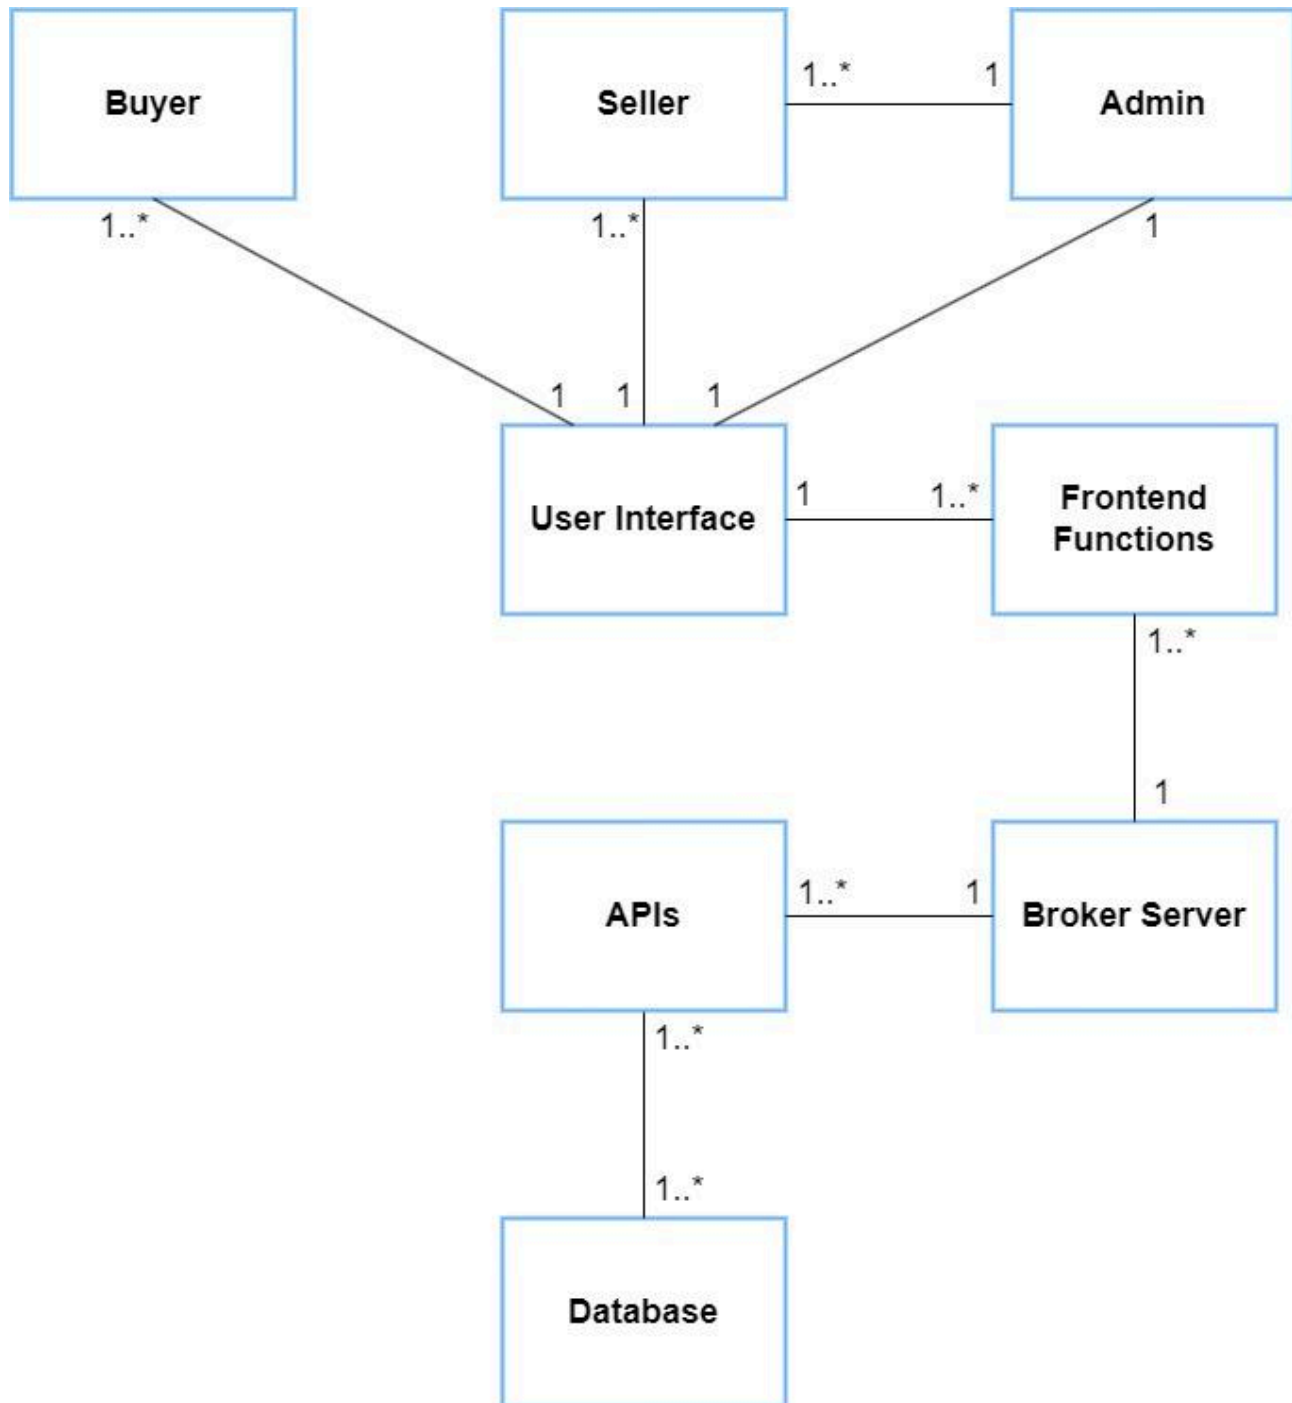 Buyer
Seller
1..*
1
Admin
1..*
1..*
1
1
1
1
User Interface
1
1..*
Frontend
Functions
1..*
1
APIs
1..*
1
Broker Server
1..*
1..*
Database